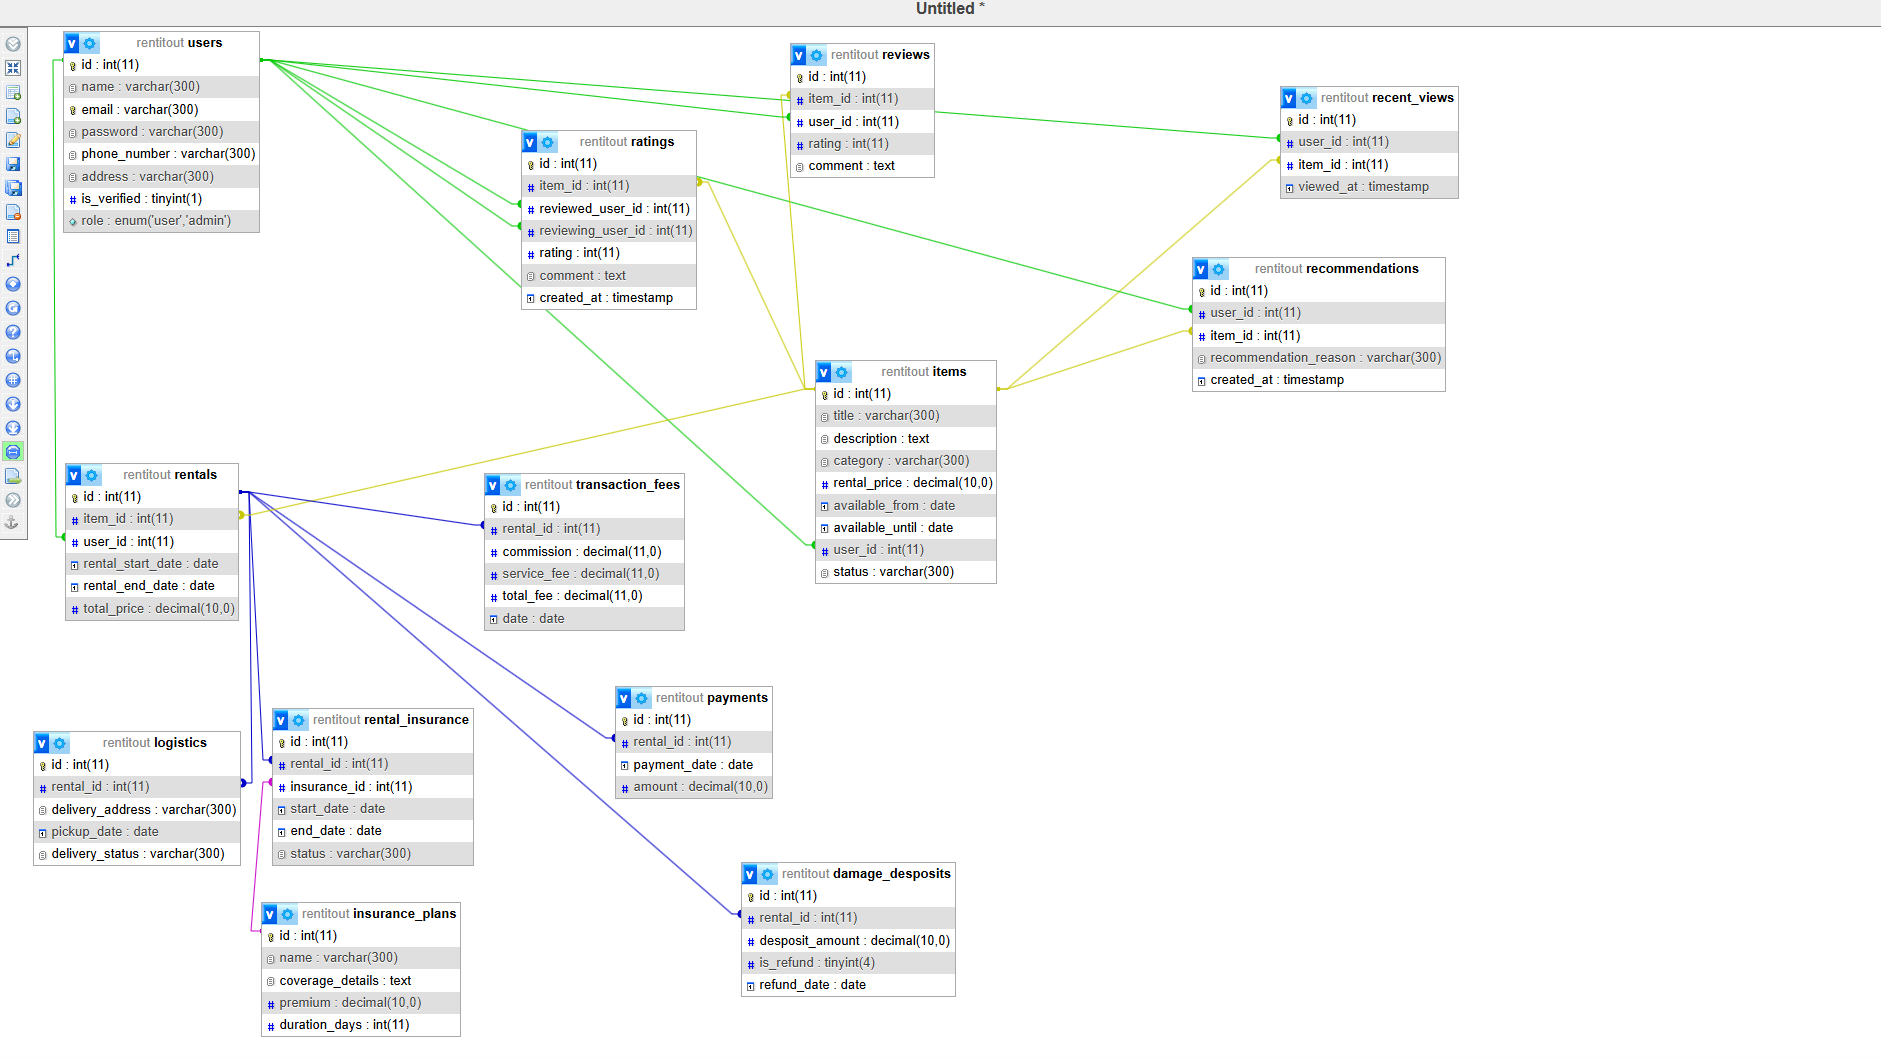 Untitled *
rentitout users
id : int(11)
name : varchar(300)
email : varchar(300)
password : varchar(300)
phone_number : varchar(300)
address : varchar(300)
is_verified : tinyint(1)
role : enum('user','admin')
rentitout reviews
id : int(11)
item_id : int(11)
user_id : int(11)
rating : int(11)
comment : text
rentitout recent_views
id : int(11)
user_id : int(11)
item_id : int(11)
viewed_at : timestamp
rentitout ratings
id : int(11)
item_id : int(11)
reviewed_user_id : int(11)
reviewing_user_id : int(11)
rating : int(11)
comment : text
created_at : timestamp
rentitout recommendations
id : int(11)
user_id : int(11)
item_id : int(11)
recommendation_reason : varchar(300)
created_at : timestamp
rentitout items
id : int(11)
title : varchar(300)
description : text
category : varchar(300)
rental_price : decimal(10,0)
available_from : date
available_until : date
user_id : int(11)
status : varchar(300)
rentitout rentals
id : int(11)
item_id : int(11)
user_id : int(11)
rental_start_date : date
rental_end_date : date
total_price : decimal(10,0)
rentitout transaction_fees
id : int(11)
rental_id : int(11)
commission : decimal(11,0)
service_fee : decimal(11,0)
total_fee : decimal(11,0)
date : date
rentitout payments
id : int(11)
rental_id : int(11)
payment_date : date
amount : decimal(10,0)
rentitout rental_insurance
id : int(11)
rental_id : int(11)
insurance_id : int(11)
start_date : date
end_date : date
status : varchar(300)
rentitout logistics
id : int(11)
rental_id : int(11)
delivery_address : varchar(300)
pickup_date : date
delivery_status : varchar(300)
rentitout damage_desposits
id : int(11)
rental_id : int(11)
desposit_amount : decimal(10,0)
is_refund : tinyint(4)
refund_date : date
rentitout insurance_plans
id : int(11)
name : varchar(300)
coverage_details : text
premium : decimal(10,0)
duration_days : int(11)